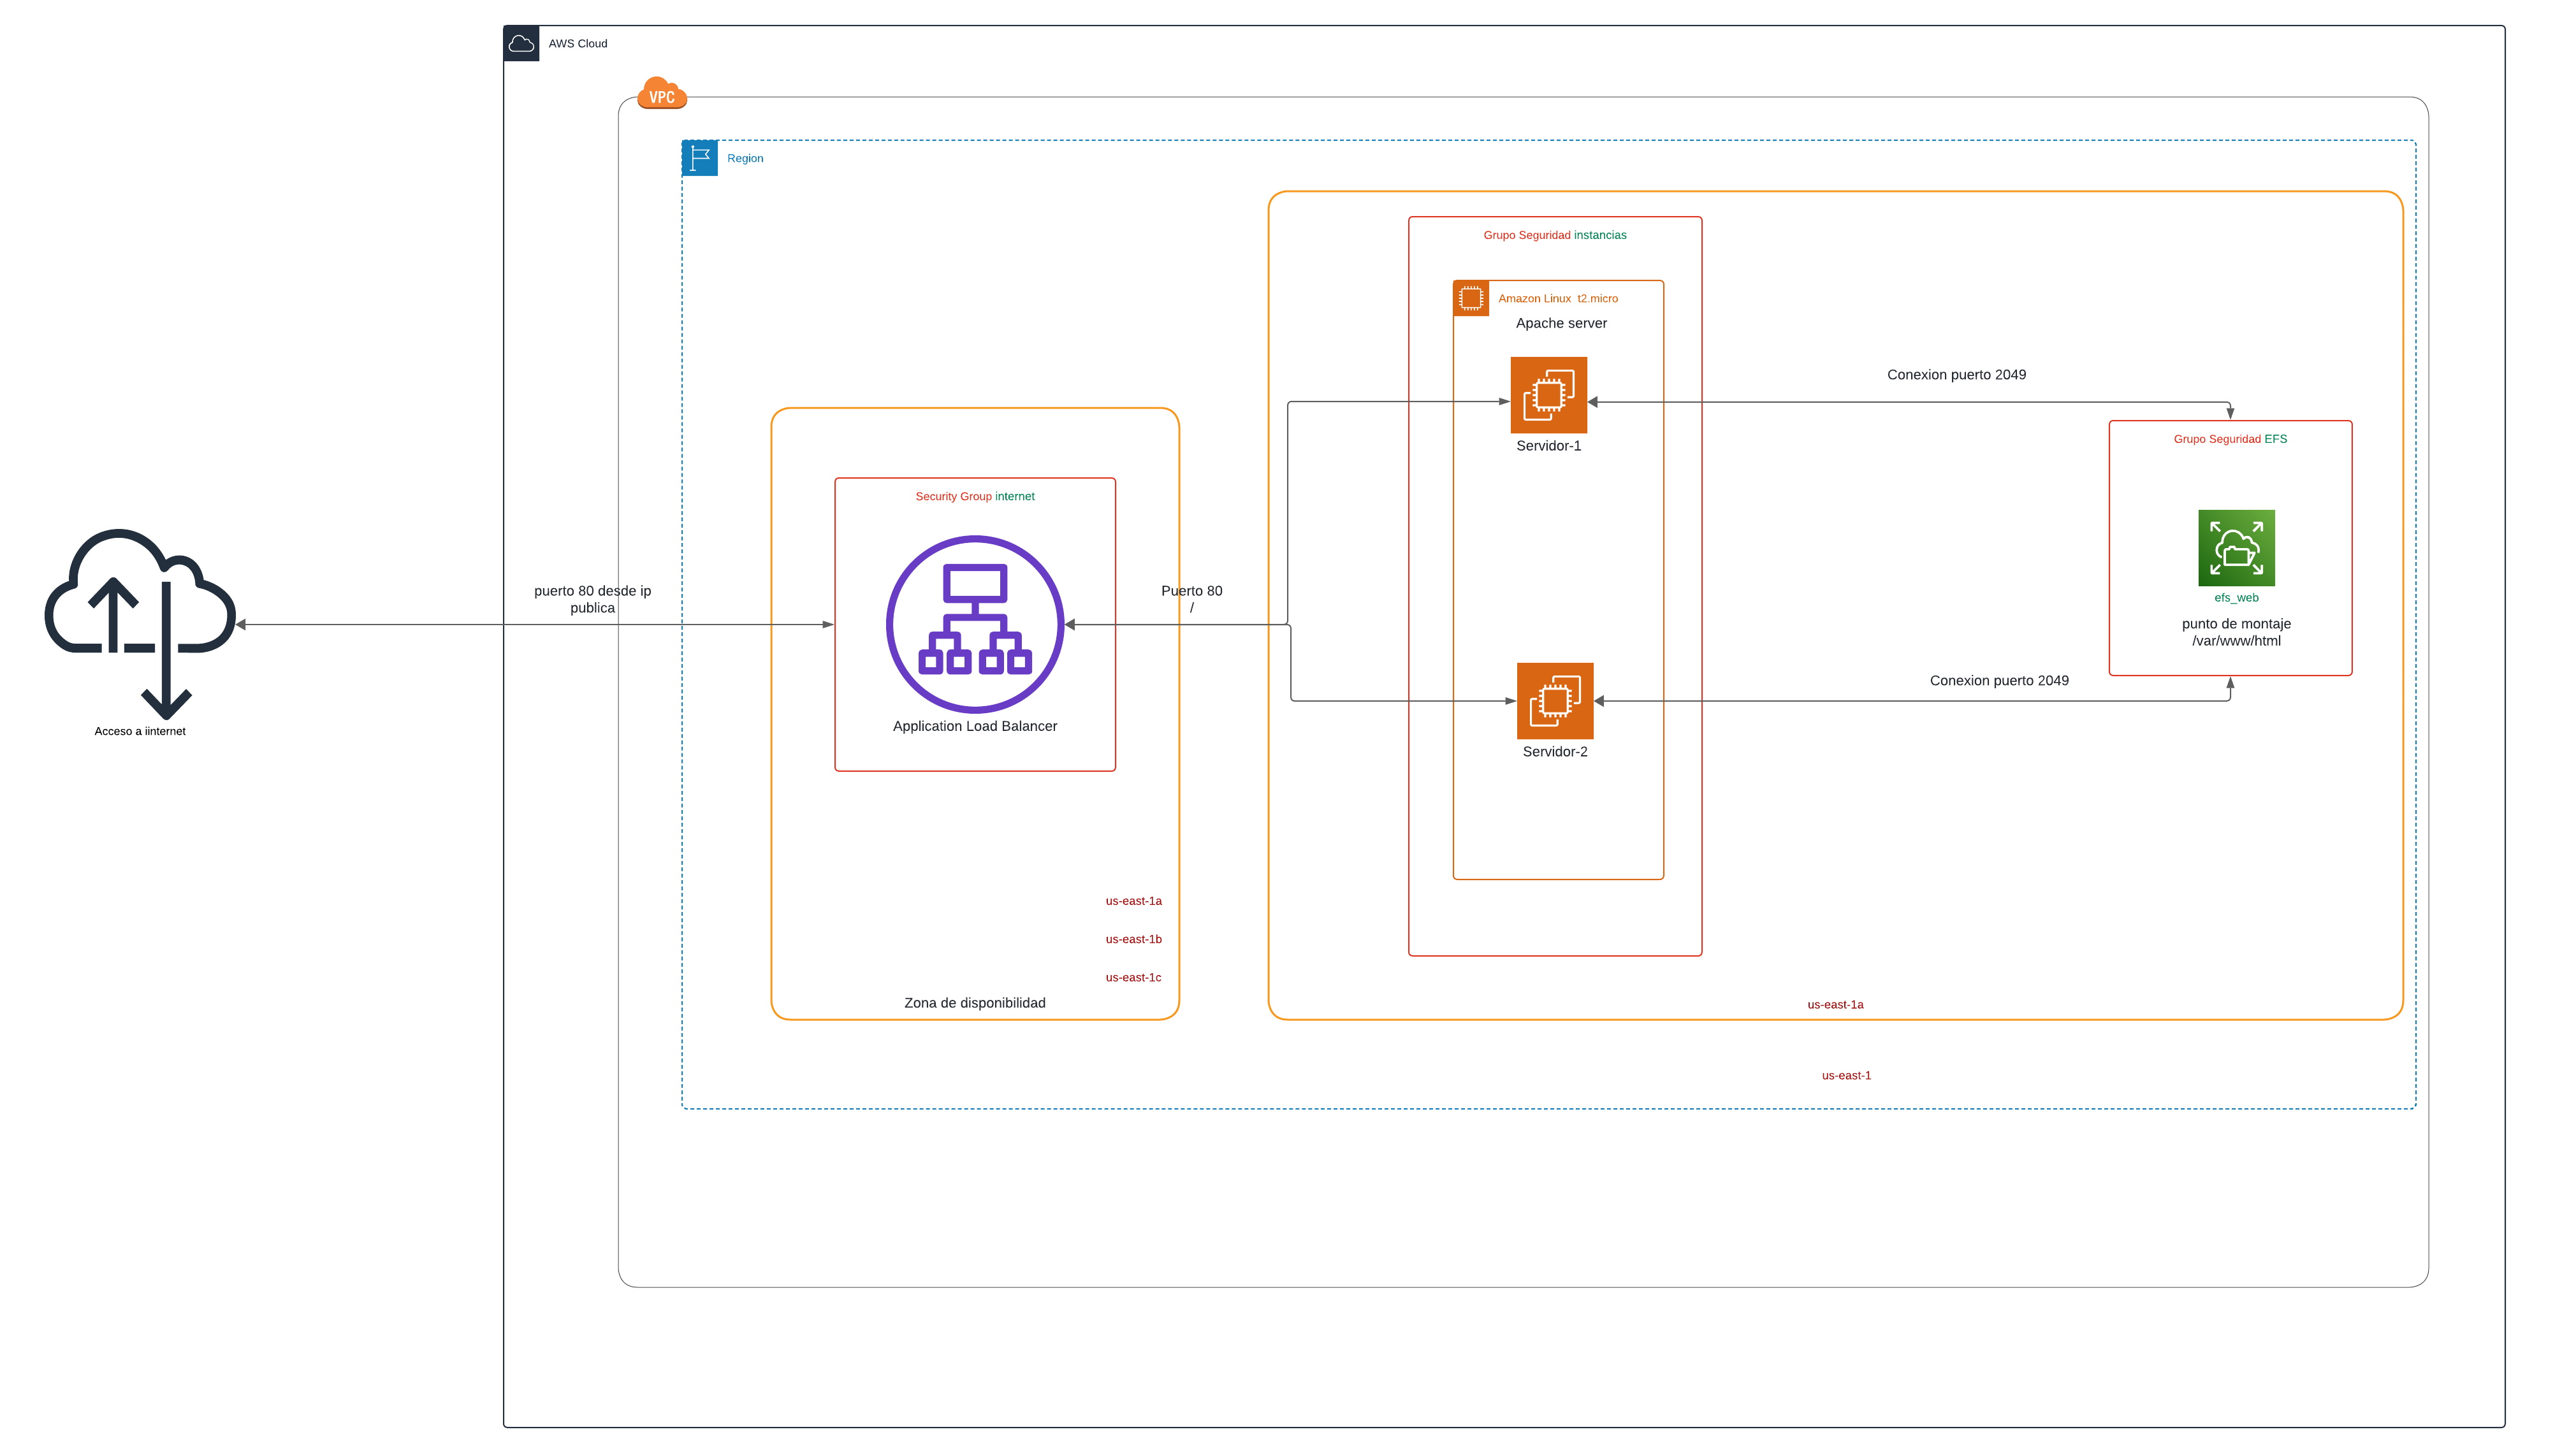 AWS Cloud
VPC
Region
Grupo Seguridad instancias
Amazon Linux  t2.micro
Apache server
Conexion puerto 2049
Servidor-1
Grupo Seguridad EFS
Security Group internet
puerto 80 desde ip
publica
Puerto 80
/
efs_web
punto de montaje
/var/www/html
Conexion puerto 2049
Application Load Balancer
Acceso a iinternet
Servidor-2
us-east-1a
us-east-1b
us-east-1c
Zona de disponibilidad
us-east-1a
us-east-1